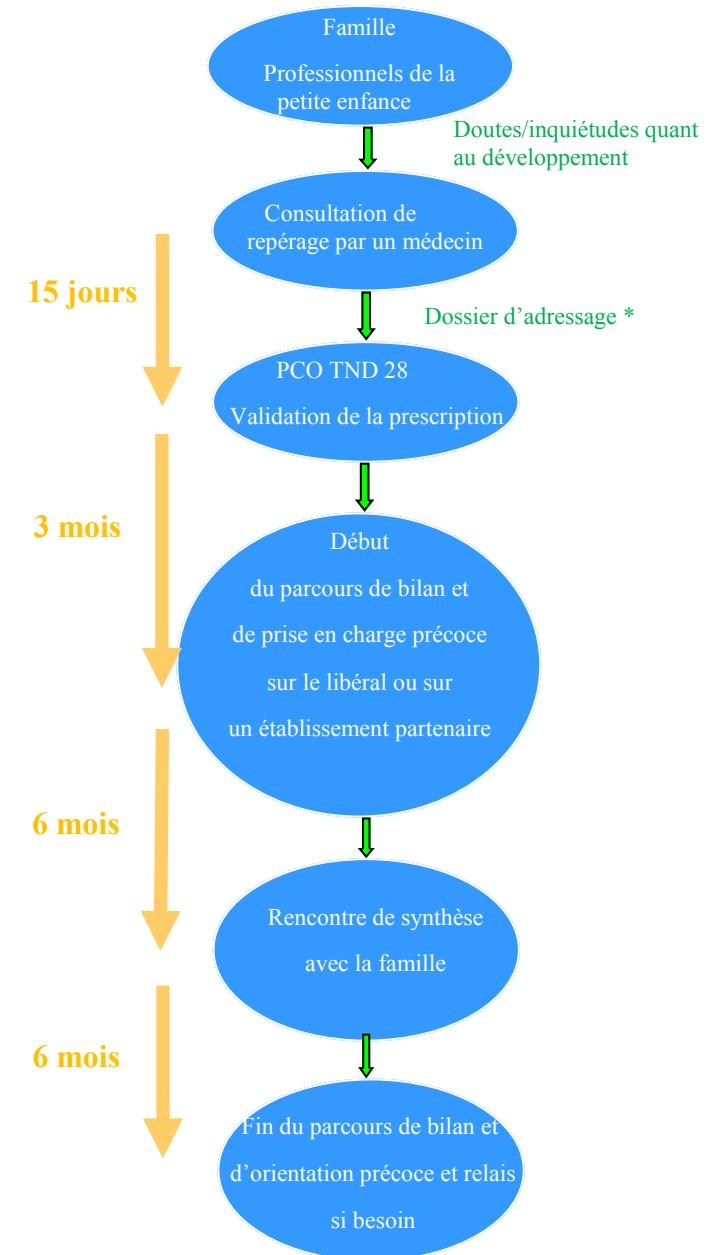 Famille
Professionnels de la
petite enfance
Doutes/inquiétudes quant
au développement
Consultation de
repérage par un médecin
15 jours
Dossier d’adressage *
PCO TND 28
Validation de la prescription
3 mois
Début
du parcours de bilan et
de prise en charge précoce
sur le libéral ou sur
un établissement partenaire
6 mois
Rencontre de synthèse
avec la famille
6 mois
Fin du parcours de bilan et
d’orientation précoce et relais
si besoin